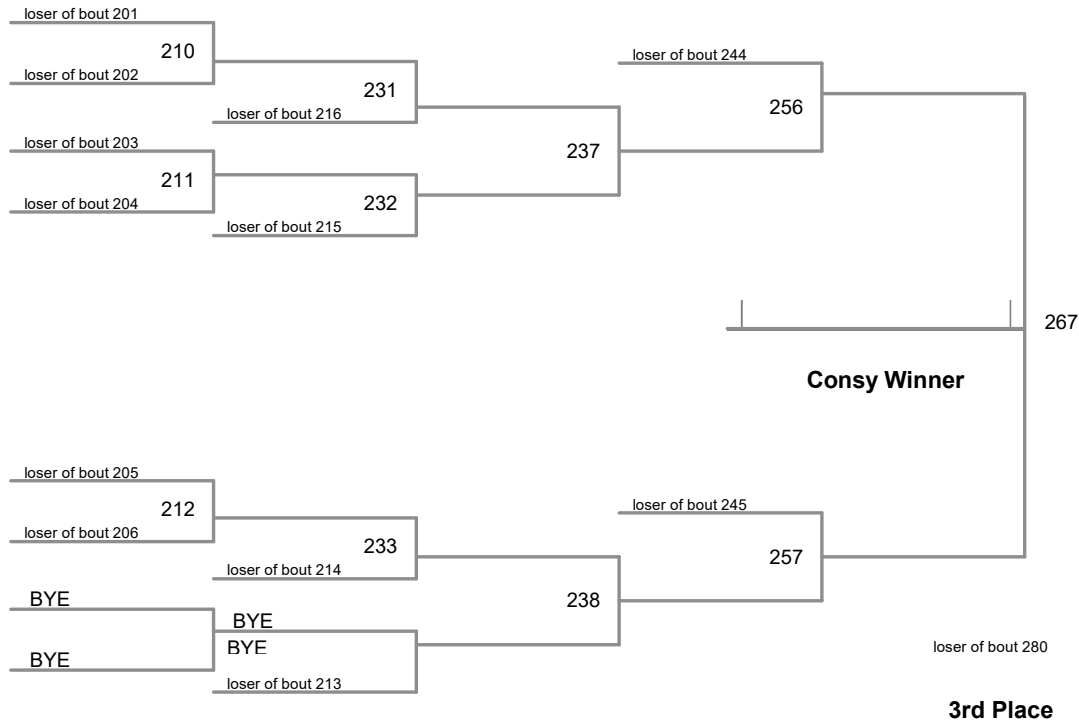 loser of bout 201
210
loser of bout 202
231
loser of bout 216
loser of bout 203
211
loser of bout 204
232
loser of bout 215
237
loser of bout 244
256
267
Consy Winner
loser of bout 205
212
loser of bout 206
233
loser of bout 214
BYE
BYE
BYE
BYE
loser of bout 213
238
loser of bout 245
257
loser of bout 280
3rd Place